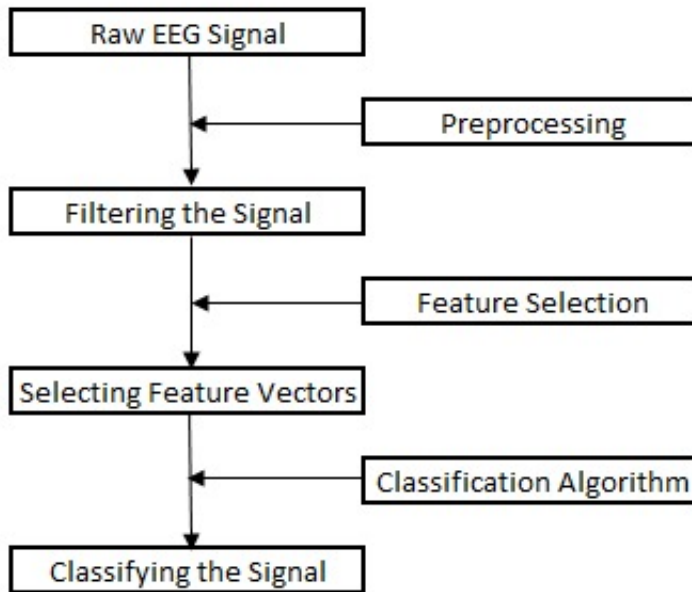 Raw EEG Signal
Preprocessing
Filtering the Signal
Feature Selection
Selecting Feature Vectors
Classification Algorithm
Classifying the Signal